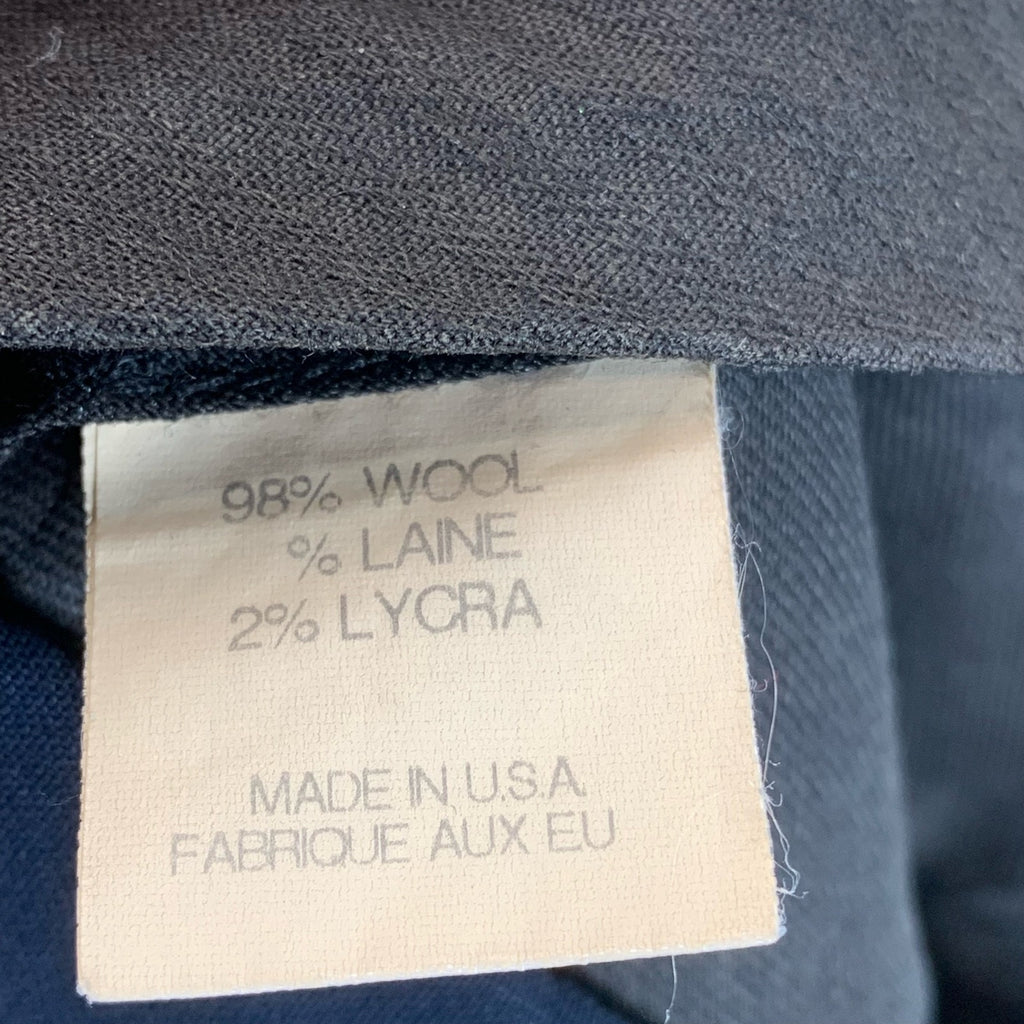 98% WOOL
% LAINE
2% LYCRA
MADE IN U.S.A.
FABRIQUE AUX EU